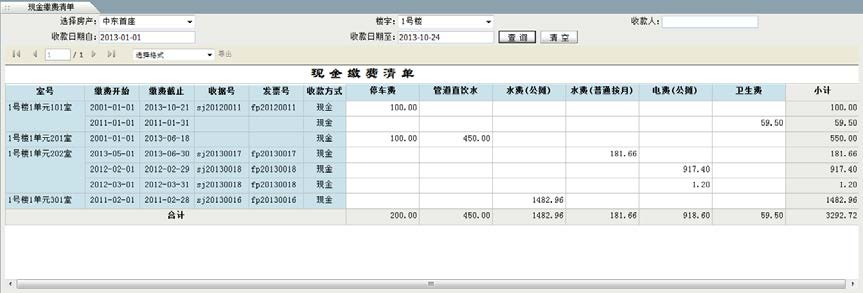 现金缴费清单
选择房产： 中东首座 楼宇： 1号楼 收款人：
收款日期自： 2013-01-01 收款日期至： 2013-10-24 查 询 清 空
1 / 1 选择格式 导出
现金缴费清单
室号 缴费开始 缴费截止 收据号 发票号 收款方式 停车费 管道直饮水 水费(公摊) 水费(普通按月) 电费(公摊) 卫生费 小计
1号楼1单元101室 2001-01-01 2013-10-21 sj20120011 fp20120011 现金 100.00 100.00
2011-01-01 2011-01-31 现金 59.50 59.50
1号楼1单元201室 2001-01-01 2013-06-18 现金 100.00 450.00 550.00
1号楼1单元202室 2013-05-01 2013-06-30 sj20130017 fp20130017 现金 181.66 181.66
2012-02-01 2012-02-29 sj20130018 fp20130018 现金 917.40 917.40
2012-03-01 2012-03-31 sj20130018 fp20130018 现金 1.20 1.20
1号楼1单元301室 2011-02-01 2011-02-28 sj20130016 fp20130016 现金 1482.96 1482.96
合计 200.00 450.00 1482.96 181.66 918.60 59.50 3292.72